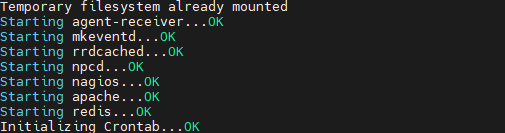 Temporary filesystem already mounted
Starting agent-receiver...OK
Starting mkeventd...OK
Starting rrdcached...OK
Starting npcd...OK
Starting nagios...OK
Starting apache...OK
Starting redis...OK
Initializing Crontab...OK